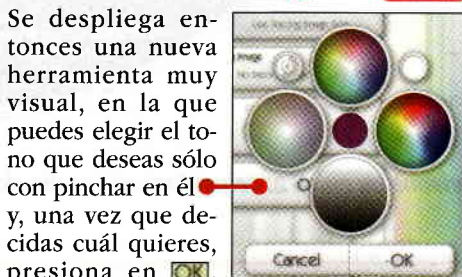 Se despliega en-
tonces una nueva
herramienta muy
visual, en la que
puedes elegir el to-
no que deseas sólo
con pinchar en él
y, una vez que de-
cidas cuál quieres,
presiona en OK.
Cancel OK